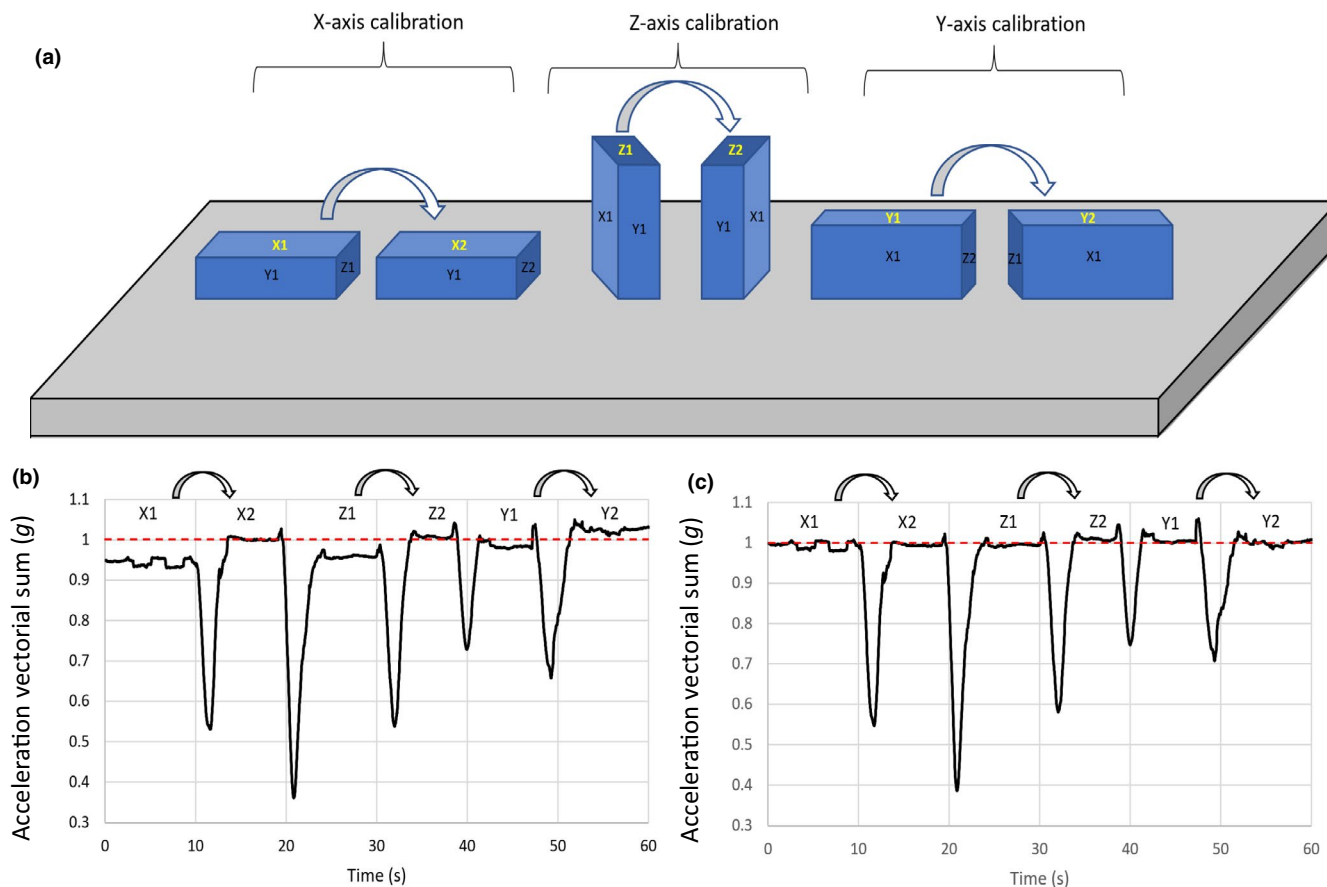 X-axis calibration Z-axis calibration Y-axis calibration
(a)
Z1 Z2
X1 Y1 Y1 X1
Y1 Y2
X1 X2
Y1 Z1 Y1 Z2
X1 Z2 Z1 X1
(b)
Acceleration vectorial sum (g)
1.1
1
0.9
0.8
0.7
0.6
0.5
0.4
0.3
X1 X2 Z1 Z2 Y1 Y2
0 10 20 30 40 50 60
Time (s)
(c)
Acceleration vectorial sum (g)
1.1
1
0.9
0.8
0.7
0.6
0.5
0.4
0.3
X1 X2 Z1 Z2 Y1 Y2
0 10 20 30 40 50 60
Time (s)